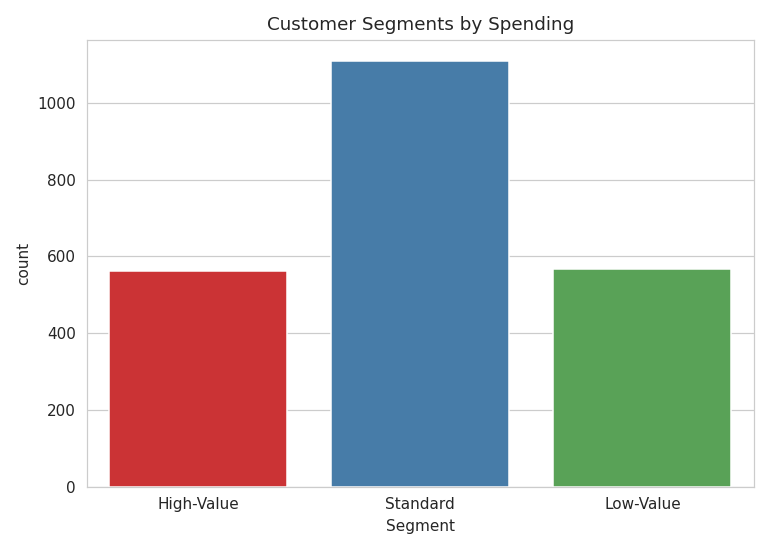 Customer Segments by Spending
1000
800
600
400
200
0
count
High-Value Standard Low-Value
Segment